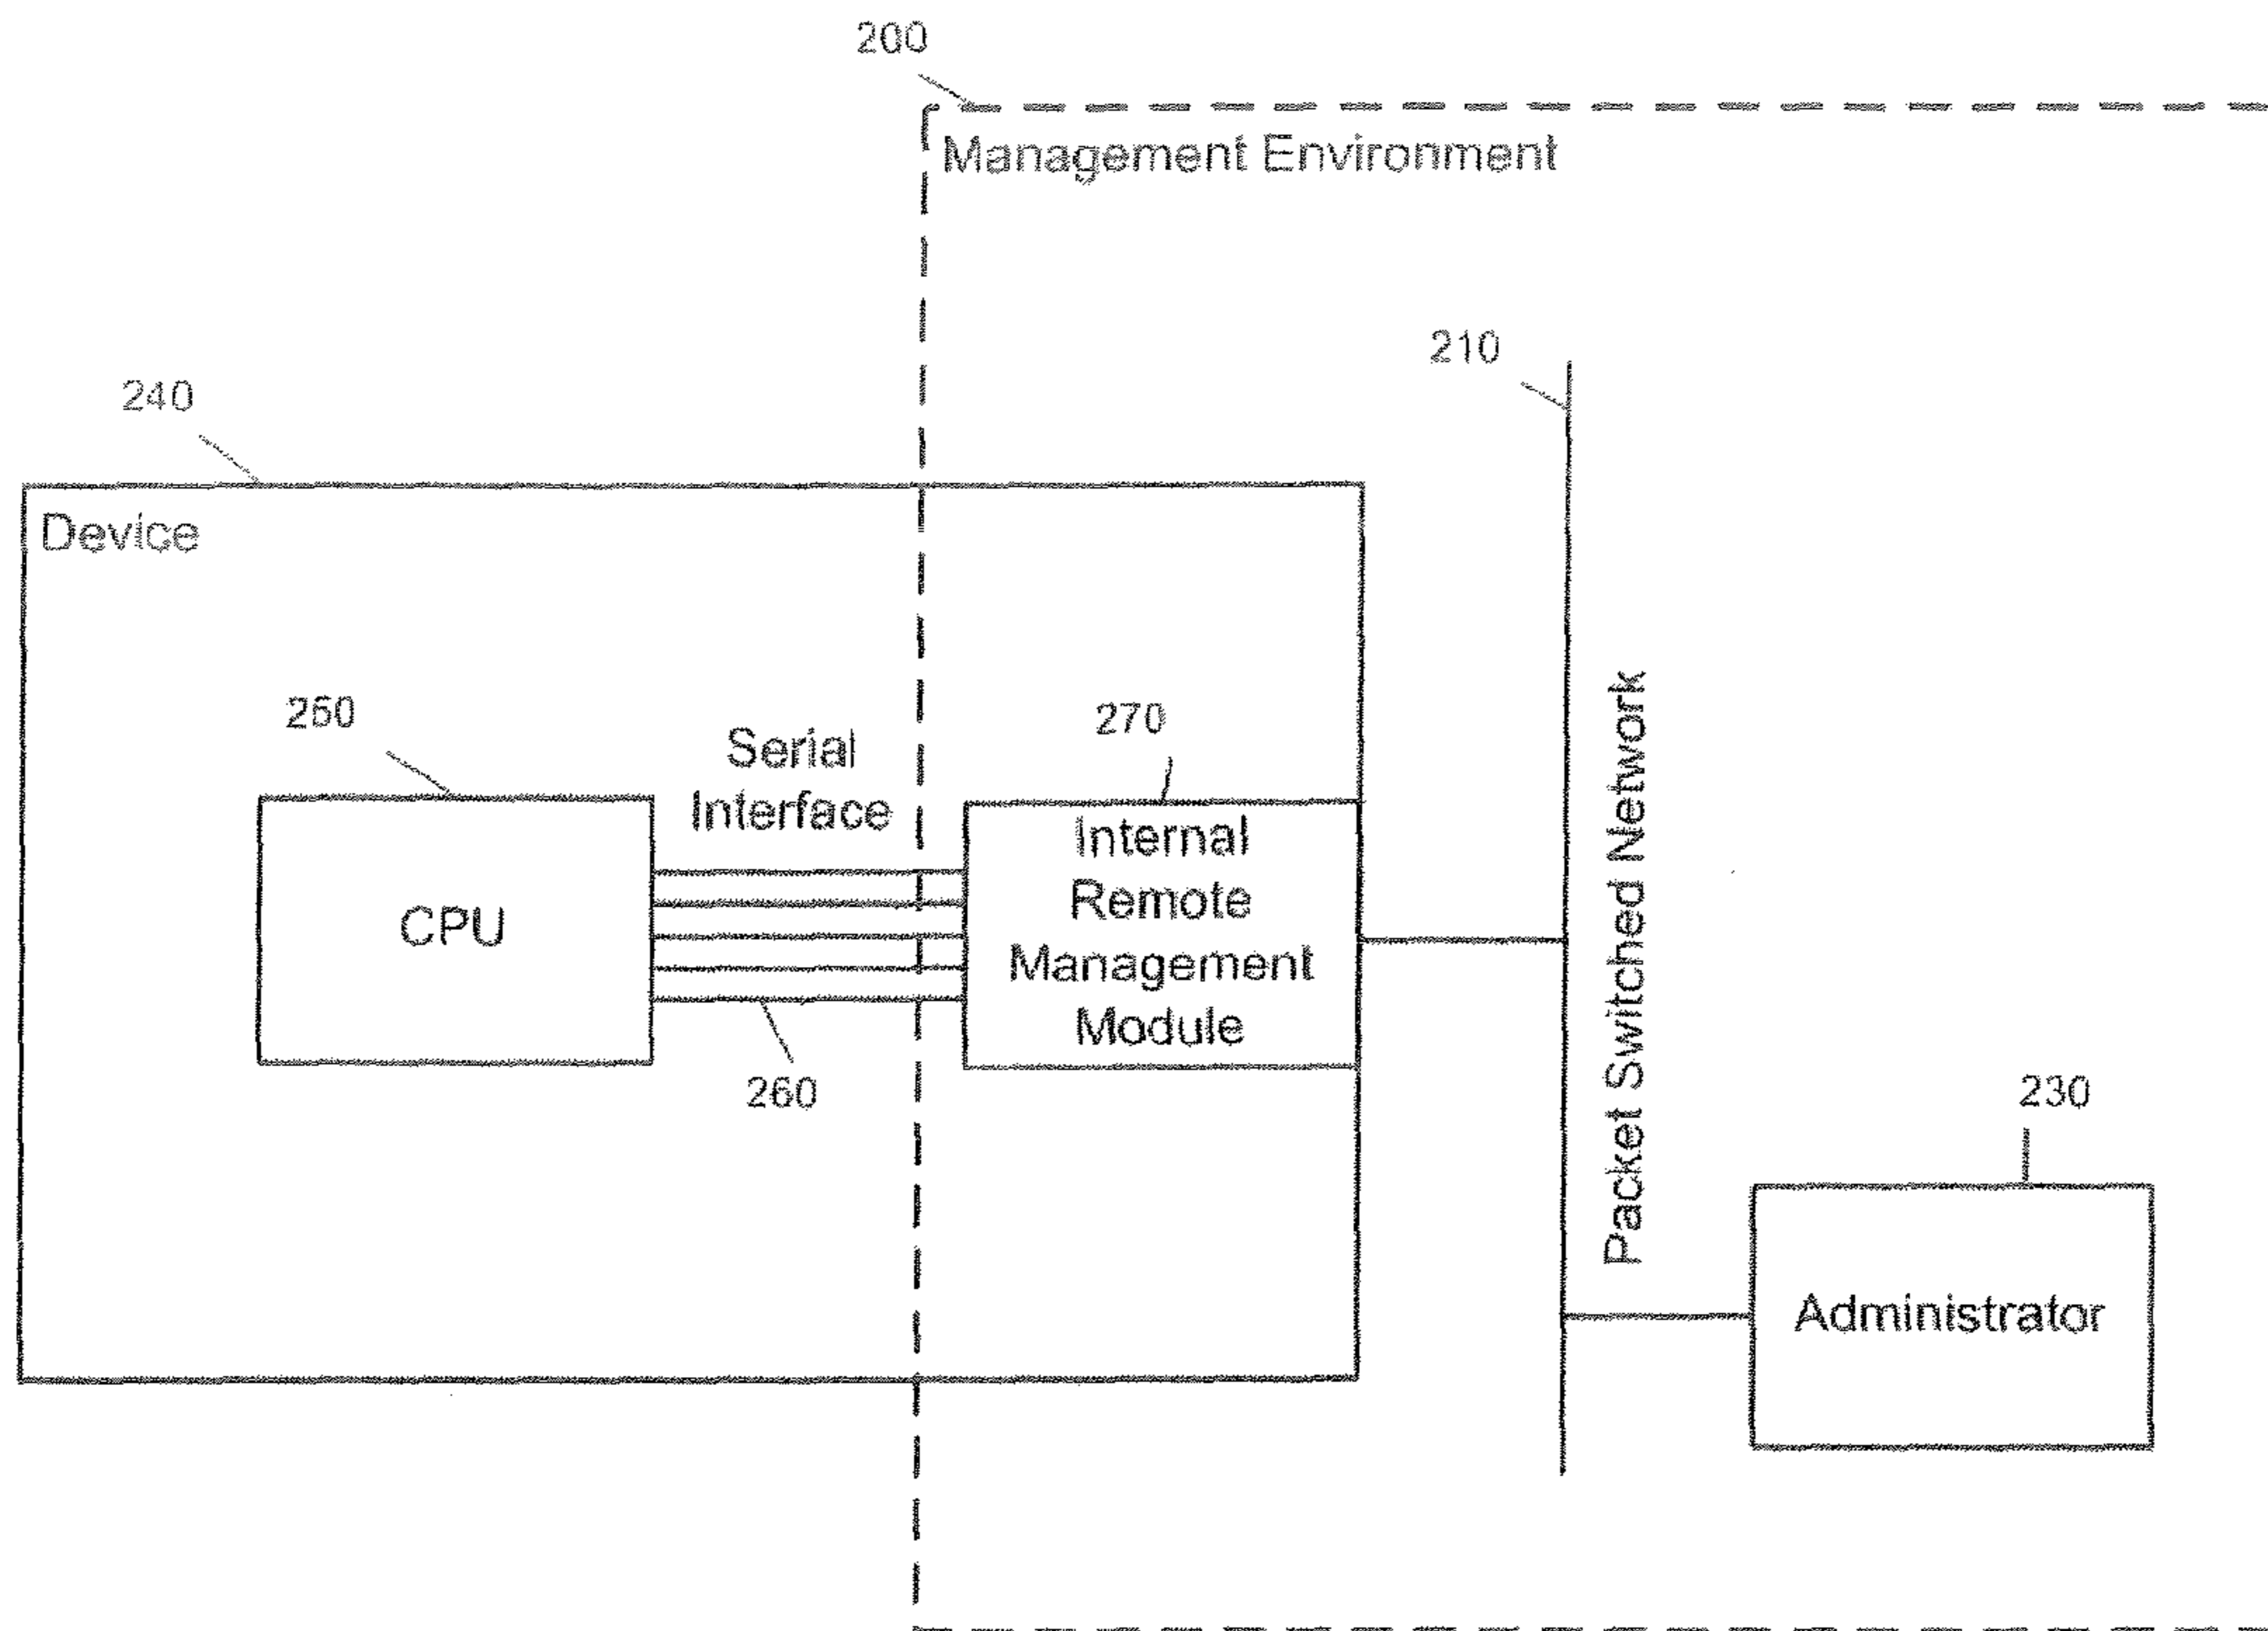 200
Management Environment
210
240
Device
250
Serial
Interface
270
CPU
Internal
Remote
Management
Module
260
Packet Switched Network
230
Administrator